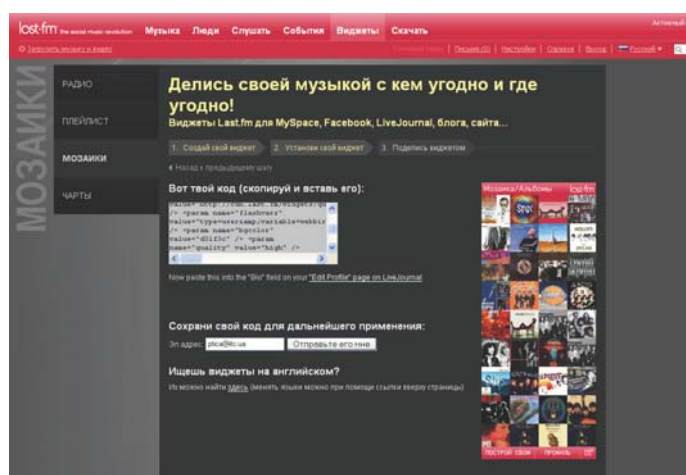 last·fm the social music revolution
Музыка Люди Слушать События Виджеты Скачать
Загрузить музыку и видео
Письма (0) | Настройки | Справка | Выход | Русский
МОЗАИКИ
РАДИО
ПЛЕЙЛИСТ
МОЗАИКИ
ЧАРТЫ
Делись своей музыкой с кем угодно и где
угодно!
Виджеты Last.fm для MySpace, Facebook, LiveJournal, блога, сайта...
1. Создай свой виджет 2. Установи свой виджет 3. Поделись виджетом
Назад к предыдущему шагу
Вот твой код (скопируй и вставь его):
/> <param name="flashvars"
/> <param name="bgcolor"
value="d01f3c" /> <param
name="quality" value="high" />
Now paste this into the "Bio" field on your "Edit Profile" page on LiveJournal.
Сохрани свой код для дальнейшего применения:
Эл.адрес: ptica@itc.ua Отправьте его мне
Ищешь виджеты на английском?
Их можно найти здесь (менять языки можно при помощи ссылки вверху страницы)
Мозаика/Альбомы last·fm
ПОСТРОЙ СВОЙ ПРОФИЛЬ